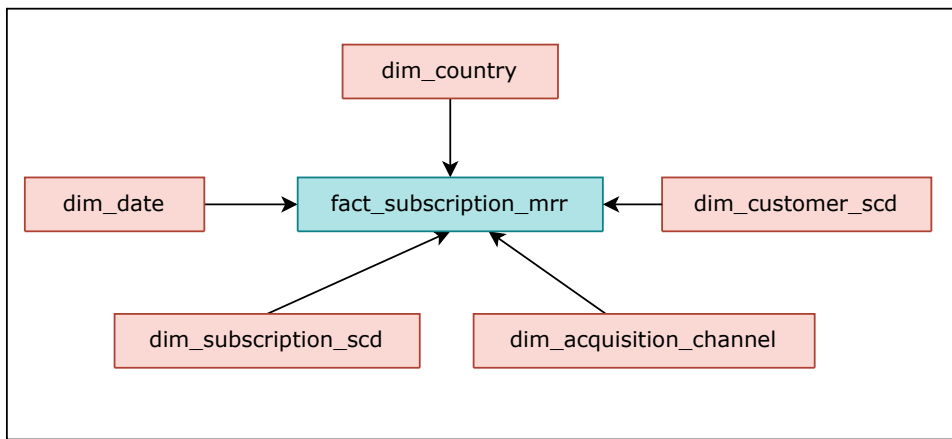 dim_country
dim_date
fact_subscription_mrr
dim_customer_scd
dim_subscription_scd
dim_acquisition_channel